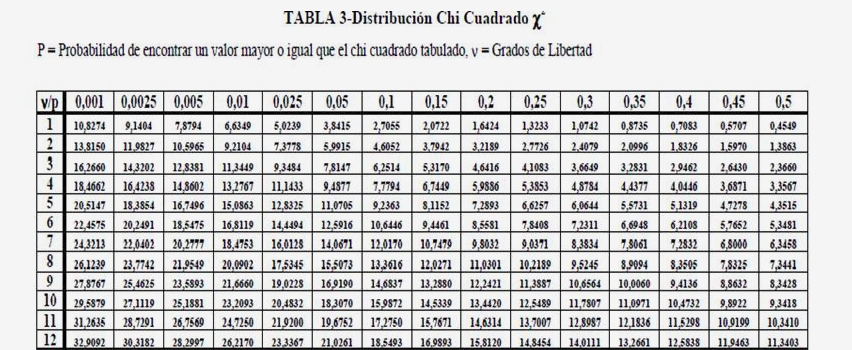 TABLA 3-Distribución Chi Cuadrado χ²
P = Probabilidad de encontrar un valor mayor o igual que el chi cuadrado tabulado, ν = Grados de Libertad
ν/p 0,001 0,0025 0,005 0,01 0,025 0,05 0,1 0,15 0,2 0,25 0,3 0,35 0,4 0,45 0,5
1 10,8274 9,1404 7,8794 6,6349 5,0239 3,8415 2,7055 2,0722 1,6424 1,3233 1,0742 0,8735 0,7083 0,5707 0,4549
2 13,8150 11,9827 10,5965 9,2104 7,3778 5,9915 4,6052 3,7942 3,2189 2,7726 2,4079 2,0996 1,8326 1,5970 1,3863
3 16,2660 14,3202 12,8381 11,3449 9,3484 7,8147 6,2514 5,3170 4,6416 4,1083 3,6649 3,2831 2,9462 2,6430 2,3660
4 18,4662 16,4238 14,8602 13,2767 11,1433 9,4877 7,7794 6,7449 5,9886 5,3853 4,8784 4,4377 4,0446 3,6871 3,3567
5 20,5147 18,3854 16,7496 15,0863 12,8325 11,0705 9,2363 8,1152 7,2893 6,6257 6,0644 5,5731 5,1319 4,7278 4,3515
6 22,4575 20,2491 18,5475 16,8119 14,4494 12,5916 10,6446 9,4461 8,5581 7,8408 7,2311 6,6948 6,2108 5,7652 5,3481
7 24,3213 22,0402 20,2777 18,4753 16,0128 14,0671 12,0170 10,7479 9,8032 9,0371 8,3834 7,8061 7,2832 6,8000 6,3458
8 26,1239 23,7742 21,9549 20,0902 17,5345 15,5073 13,3616 12,0271 11,0301 10,2189 9,5245 8,9094 8,3505 7,8325 7,3441
9 27,8767 25,4625 23,5893 21,6660 19,0228 16,9190 14,6837 13,2880 12,2421 11,3887 10,6564 10,0060 9,4136 8,8632 8,3428
10 29,5879 27,1119 25,1881 23,2093 20,4832 18,3070 15,9872 14,5339 13,4420 12,5489 11,7807 11,0971 10,4732 9,8922 9,3418
11 31,2635 28,7291 26,7569 24,7250 21,9200 19,6752 17,2750 15,7671 14,6314 13,7007 12,8987 12,1836 11,5298 10,9199 10,3410
12 32,9092 30,3182 28,2997 26,2170 23,3367 21,0261 18,5493 16,9893 15,8120 14,8454 14,0111 13,2661 12,5838 11,9463 11,3403